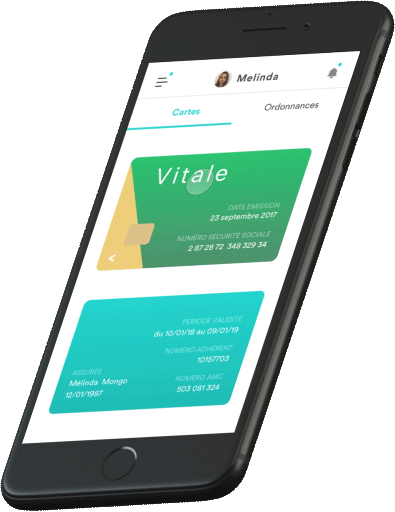 Melinda
Cartes
Ordonnances
Vitale
DATE EMISSION
23 septembre 2017
NUMÉRO SÉCURITÉ SOCIALE
2 87 28 72 348 329 34
PÉRIODE VALIDITÉ
du 10/01/18 au 09/01/19
NUMÉRO ADHÉRENT
10157703
ASSURÉE
Mélinda Mongo
12/01/1987
NUMÉRO AMC
503 081 324